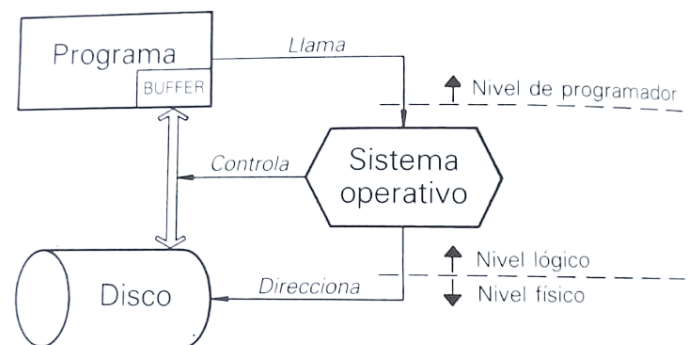 Programa
BUFFER
Llama
Nivel de programador
Controla
Sistema
operativo
Nivel lógico
Direcciona
Nivel físico
Disco